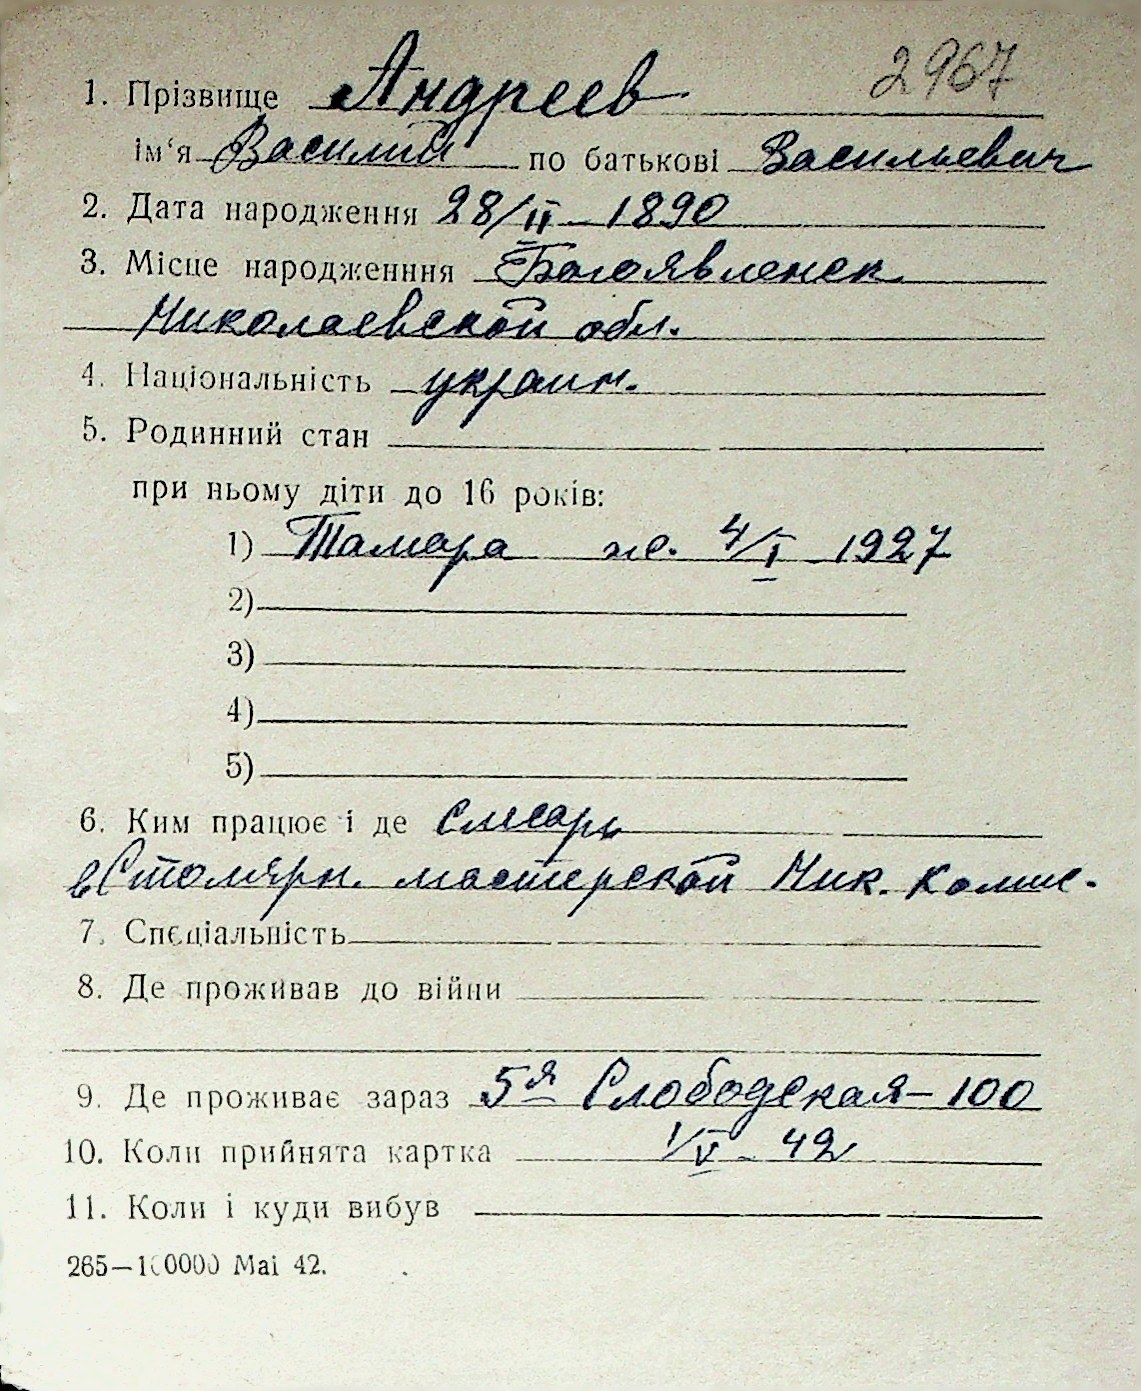 2967
1. Прізвище Андреев
ім‘я Василий по батькові Васильевич
2. Дата народження 28/II 1890
3. Місце народженння Богоявленск
Николаевской обл.
4. Національність украин.
5. Родинний стан
при ньому діти до 16 років:
1) Тамара ж. 4/I 1927
2)
3)
4)
5)
6. Ким працює і де Слесарь
в Столярн. мастерской Ник.
7. Спеціальність
8. Де проживав до війни
9. Де проживає зараз 5я Слободская-100
10. Коли прийнята картка 1/V - 42
11. Коли і куди вибув
265—100000 Маі 42.